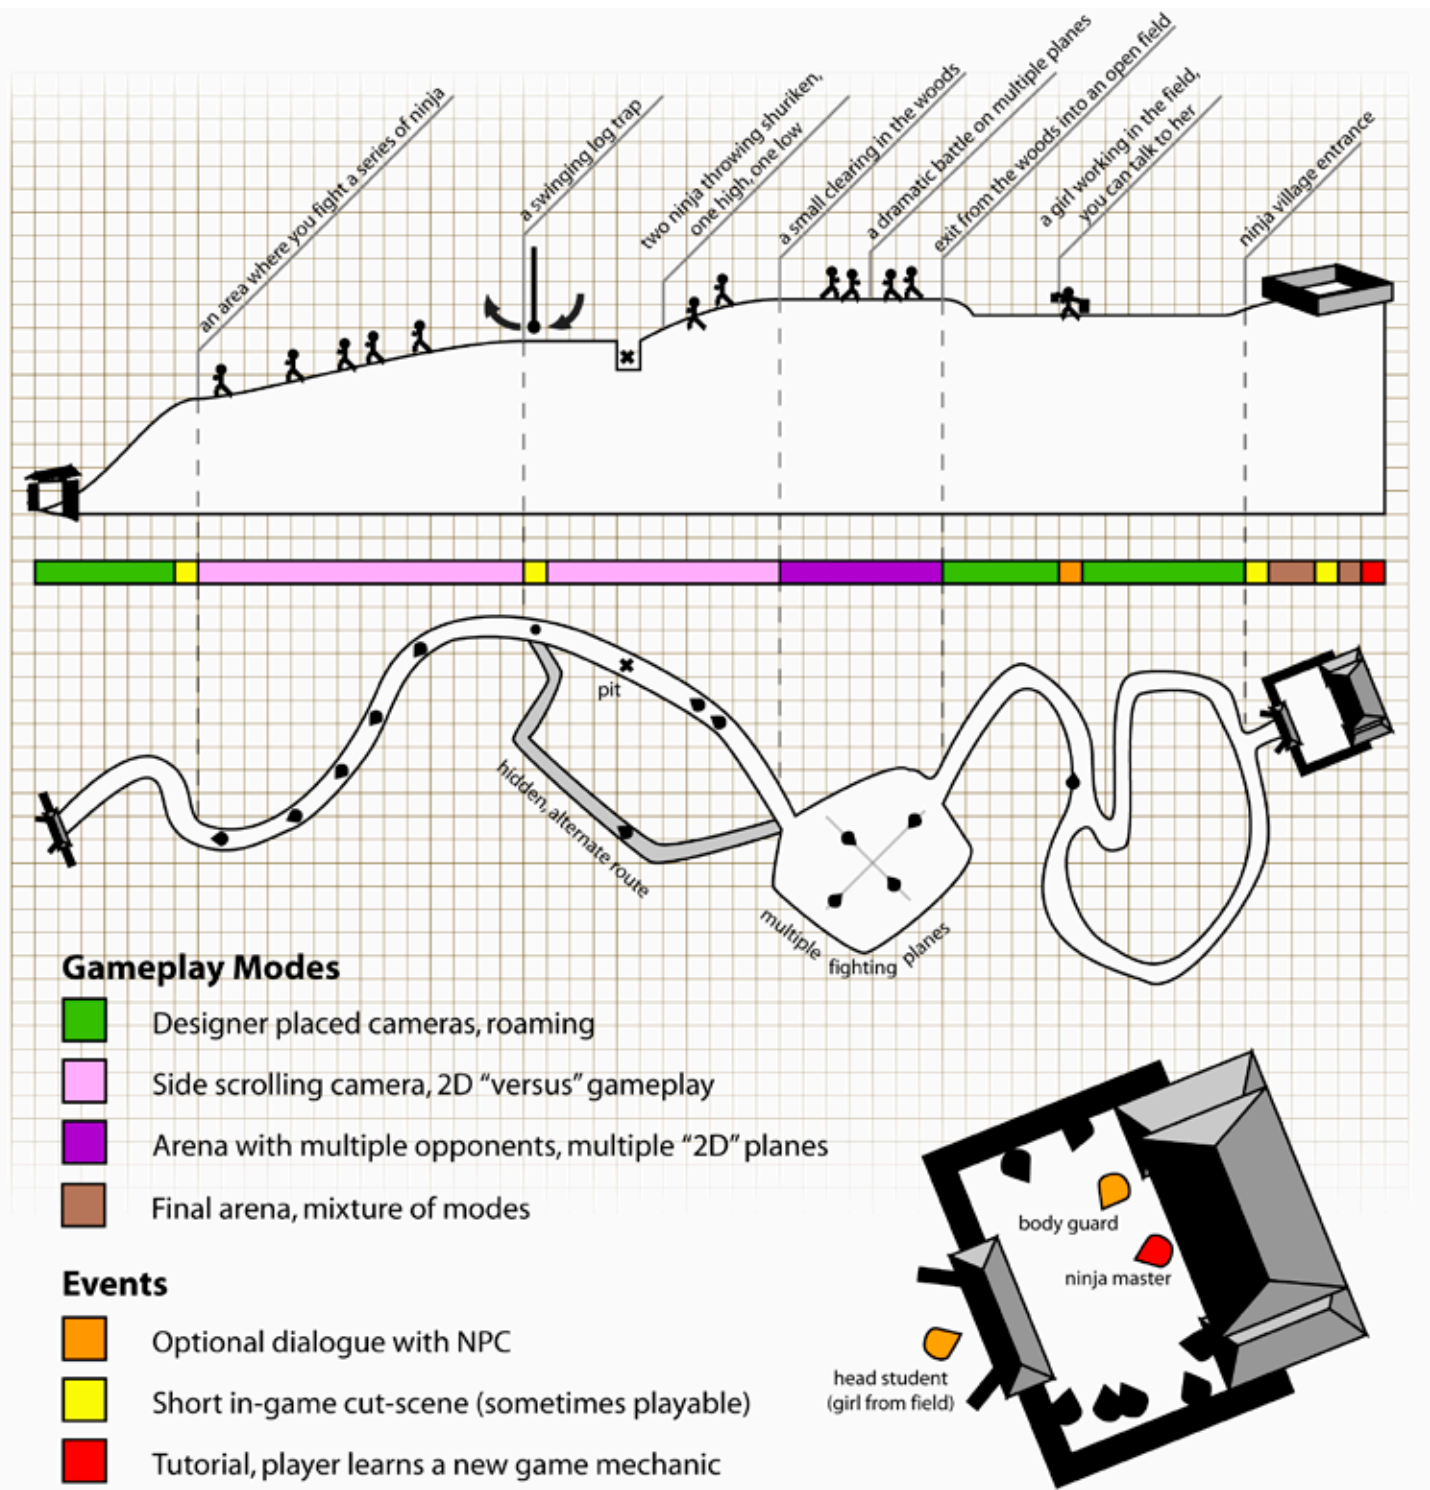 an area where you fight a series of ninja
a swinging log trap
two ninja throwing shuriken,
one high, one low
a small clearing in the woods
a dramatic battle on multiple planes
exit from the woods into an open field
a girl working in the field,
you can talk to her
ninja village entrance
pit
hidden, alternate route
multiple fighting planes
Gameplay Modes
Designer placed cameras, roaming
Side scrolling camera, 2D “versus” gameplay
Arena with multiple opponents, multiple “2D” planes
Final arena, mixture of modes
Events
Optional dialogue with NPC
Short in-game cut-scene (sometimes playable)
Tutorial, player learns a new game mechanic
body guard
ninja master
head student
(girl from field)